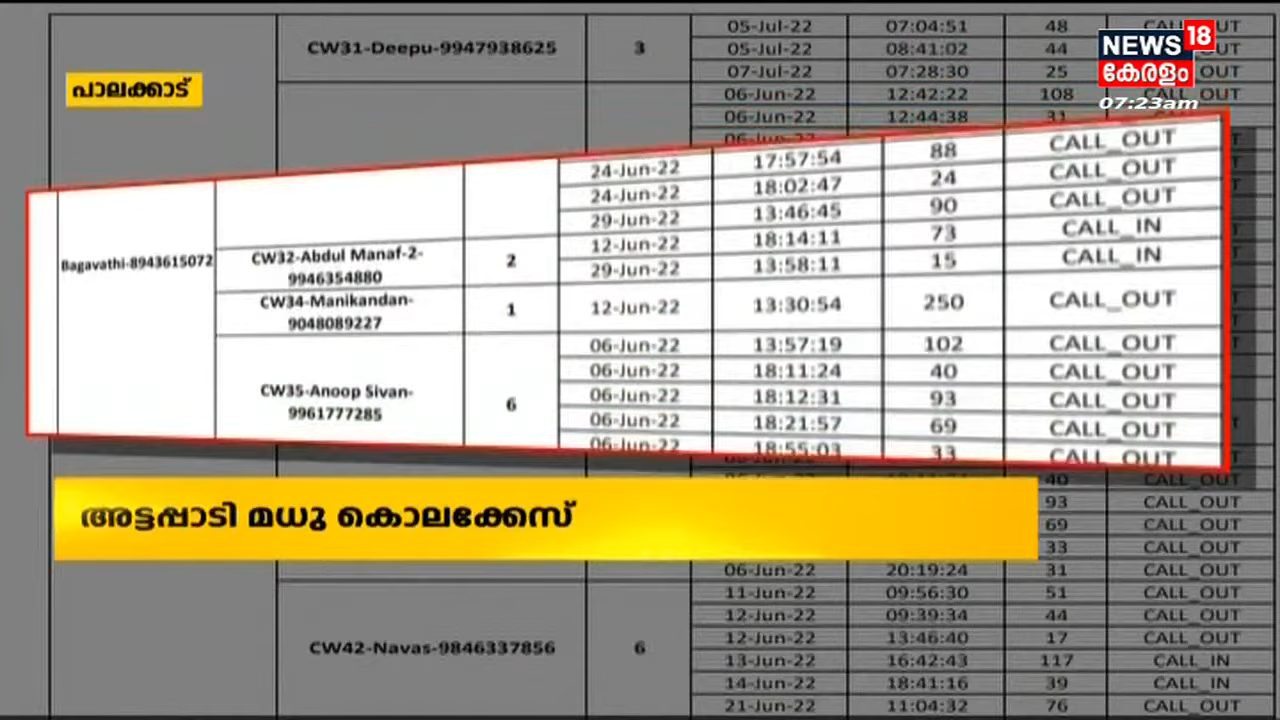 05-Jul-22 07:04:51 48 CALL_OUT
CW31-Deepu-9947938625 3 05-Jul-22 08:41:02 44
07-Jul-22 07:28:30 25
06-Jun-22 12:42:22 108 CALL_OUT
06-Jun-22 12:44:38 31
NEWS 18
കേരളം
07:23am
പാലക്കാട്
24-Jun-22 17:57:54 88 CALL_OUT
24-Jun-22 18:02:47 24 CALL_OUT
29-Jun-22 13:46:45 90 CALL_OUT
Bagavathi-8943615072
CW32-Abdul Manaf-2-
9946354880
2
12-Jun-22 18:14:11 73 CALL_IN
29-Jun-22 13:58:11 15 CALL_IN
CW34-Manikandan-
9048089227
1 12-Jun-22 13:30:54 250 CALL_OUT
CW35-Anoop Sivan-
9961777285
6
06-Jun-22 13:57:19 102 CALL_OUT
06-Jun-22 18:11:24 40 CALL_OUT
06-Jun-22 18:12:31 93 CALL_OUT
06-Jun-22 18:21:57 69 CALL_OUT
06-Jun-22 18:55:03 33 CALL_OUT
അട്ടപ്പാടി മധു കൊലക്കേസ്
40 CALL_OUT
93 CALL_OUT
69 CALL_OUT
33 CALL_OUT
06-Jun-22 20:19:24 31 CALL_OUT
11-Jun-22 09:56:30 51 CALL_OUT
12-Jun-22 09:39:34 44 CALL_OUT
CW42-Navas-9846337856 6 12-Jun-22 13:46:40 17 CALL_OUT
13-Jun-22 16:42:43 117 CALL_IN
14-Jun-22 18:41:16 39 CALL_IN
21-Jun-22 11:04:32 76 CALL_OUT